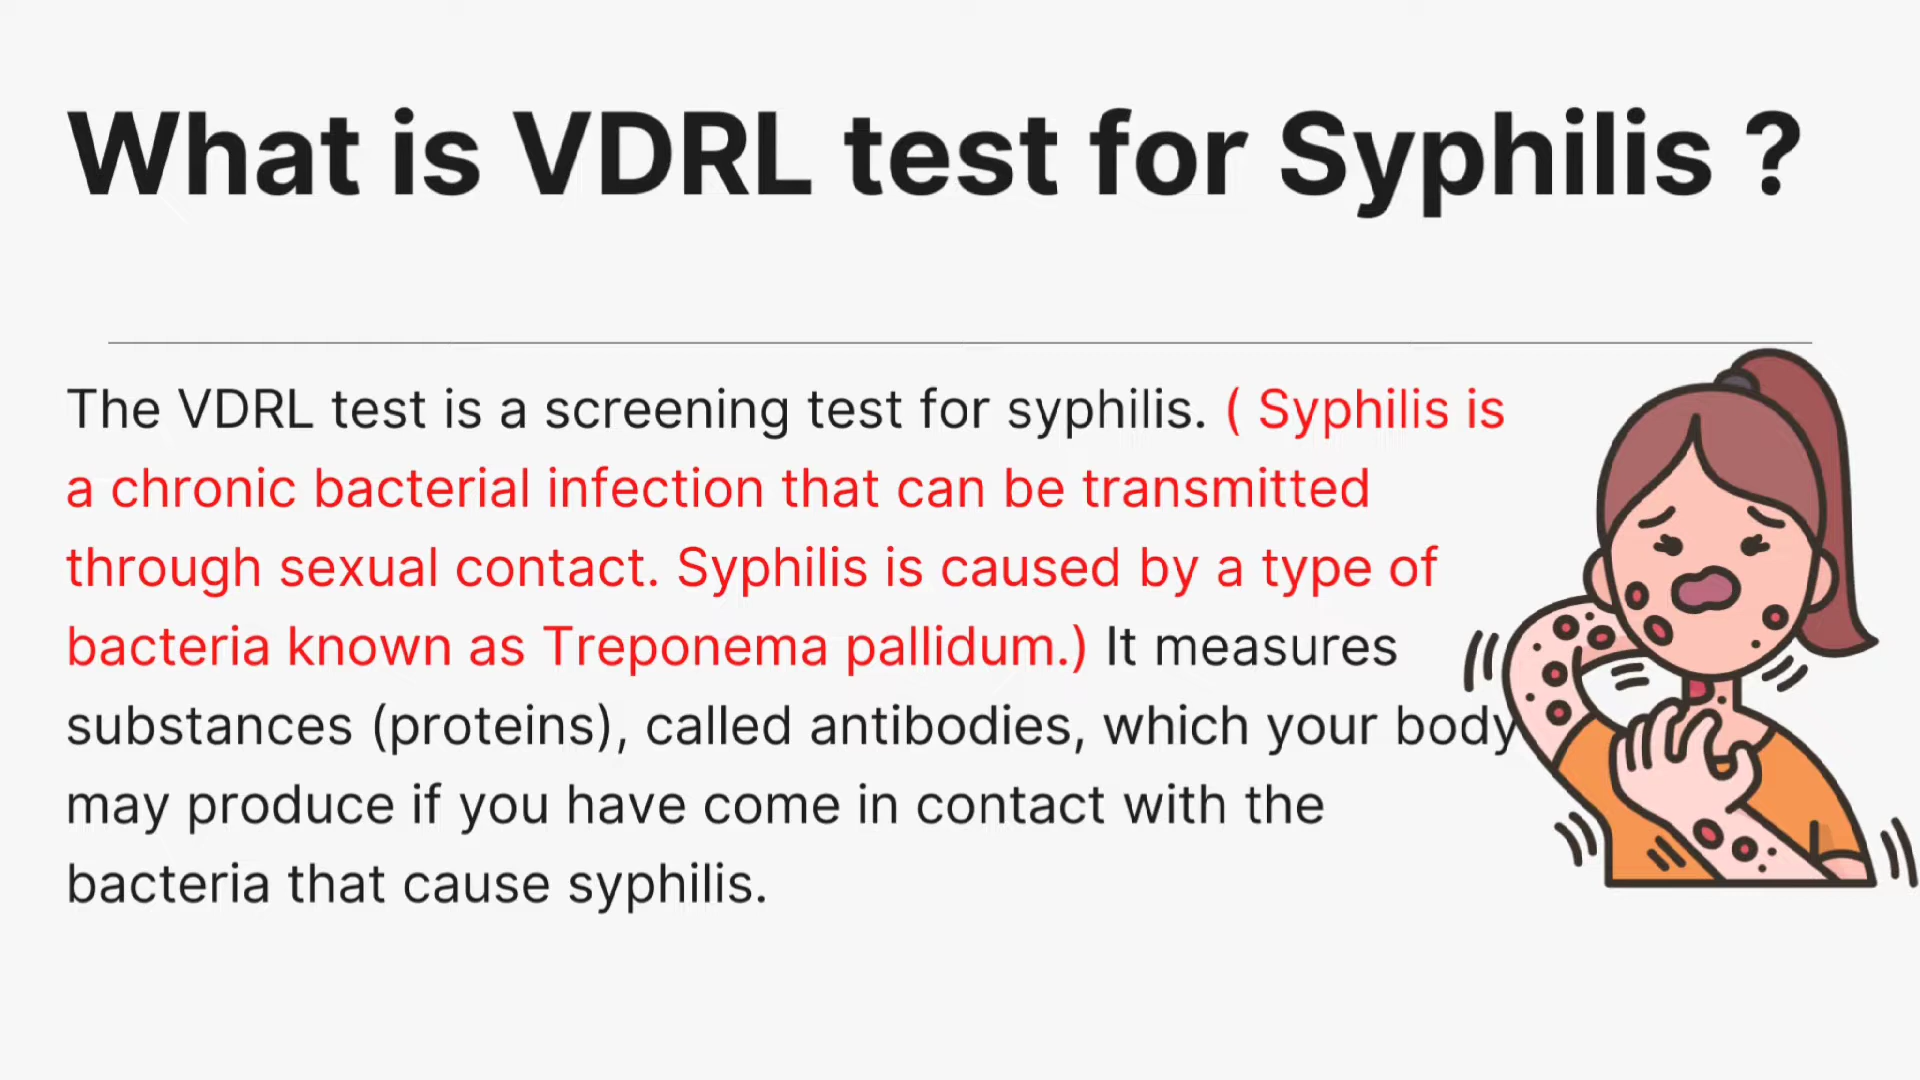 What is VDRL test for Syphilis ?
The VDRL test is a screening test for syphilis. ( Syphilis is
a chronic bacterial infection that can be transmitted
through sexual contact. Syphilis is caused by a type of
bacteria known as Treponema pallidum.) It measures
substances (proteins), called antibodies, which your body
may produce if you have come in contact with the
bacteria that cause syphilis.